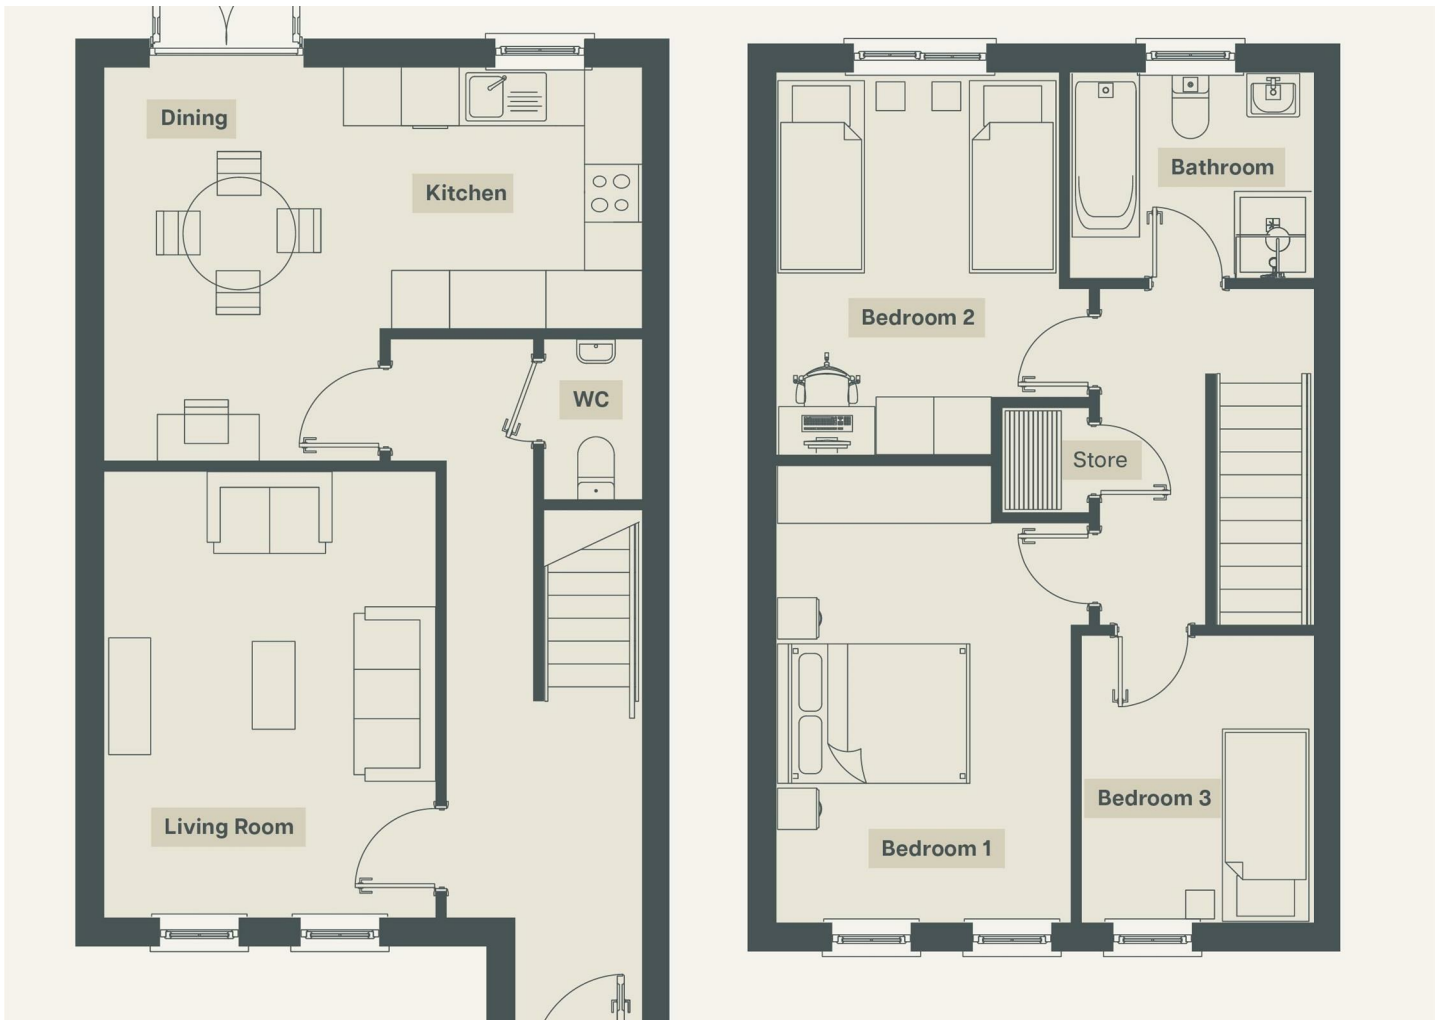 Dining
Kitchen
WC
Living Room
Bathroom
Bedroom 2
Store
Bedroom 3
Bedroom 1